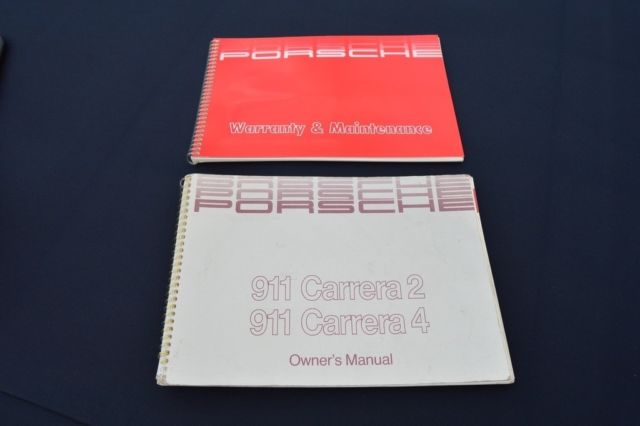 PORSCHE
Warranty & Maintenance
PORSCHE
PORSCHE
PORSCHE
911 Carrera 2
911 Carrera 4
Owner's Manual